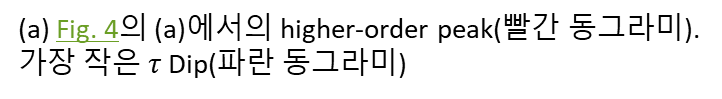 (a) Fig. 4의 (a)에서의 higher-order peak(빨간 동그라미).
가장 작은 τ Dip(파란 동그라미)